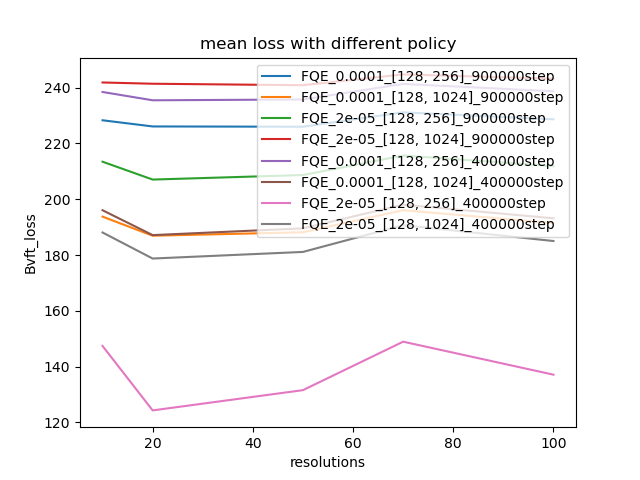 mean loss with different policy
FQE_0.0001_[128, 256]_900000step
FQE_0.0001_[128, 1024]_900000step
FQE_2e-05_[128, 256]_900000step
FQE_2e-05_[128, 1024]_900000step
FQE_0.0001_[128, 256]_400000step
FQE_0.0001_[128, 1024]_400000step
FQE_2e-05_[128, 256]_400000step
FQE_2e-05_[128, 1024]_400000step
240
220
200
180
160
140
120
Bvft_loss
20 40 60 80 100
resolutions